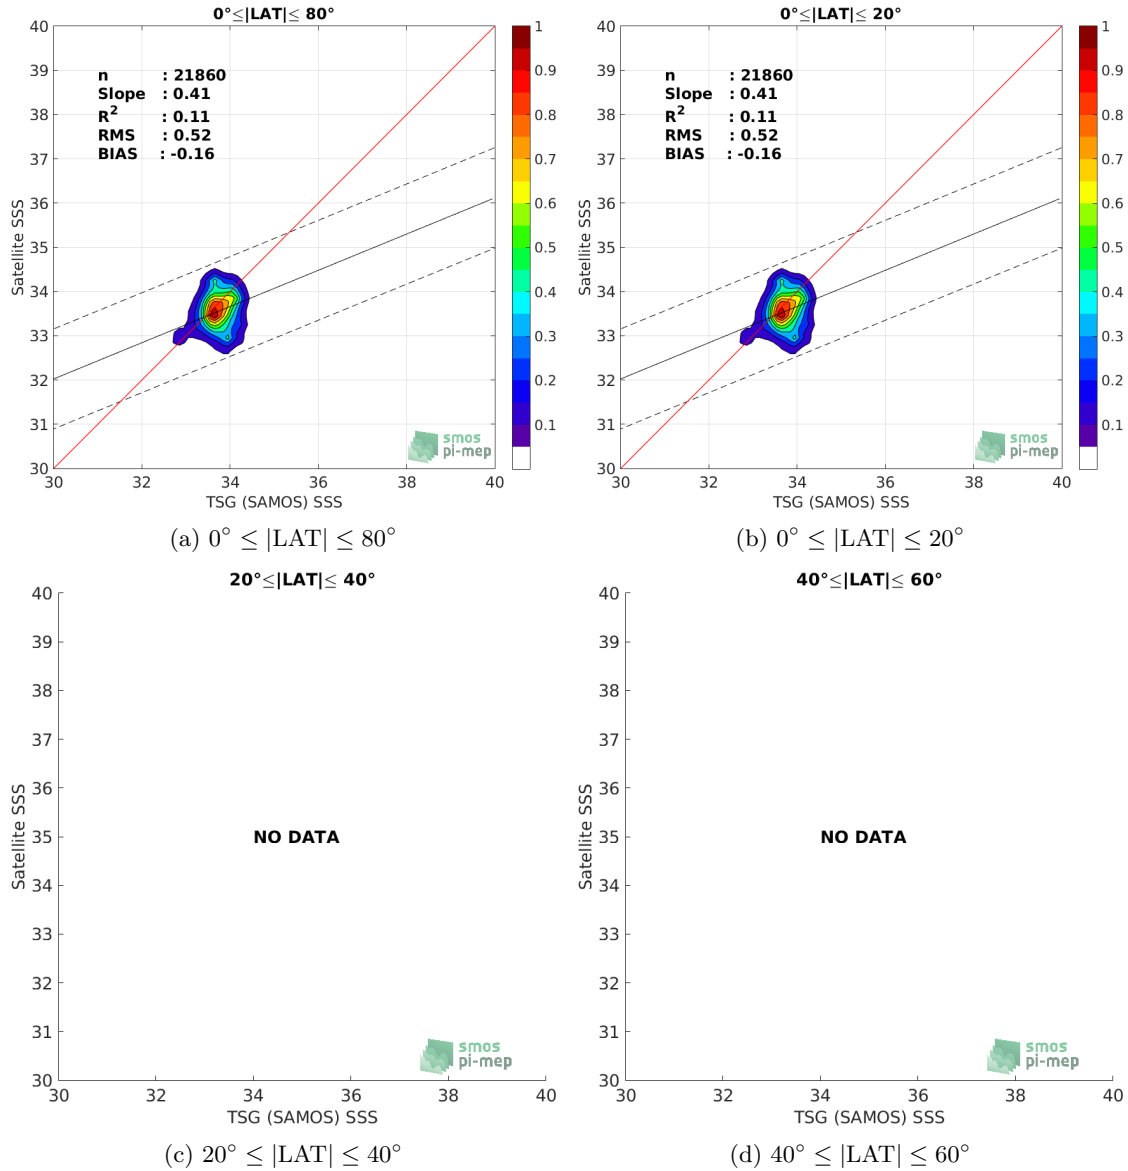 0°≤|LAT|≤ 80°
n : 21860
Slope : 0.41
R² : 0.11
RMS : 0.52
BIAS : -0.16
40
39
38
37
36
35
34
33
32
31
30
Satellite SSS
30 32 34 36 38 40
TSG (SAMOS) SSS
1
0.9
0.8
0.7
0.6
0.5
0.4
0.3
0.2
0.1
smos
pi-mep
(a) 0° ≤ |LAT| ≤ 80°
0°≤|LAT|≤ 20°
n : 21860
Slope : 0.41
R² : 0.11
RMS : 0.52
BIAS : -0.16
40
39
38
37
36
35
34
33
32
31
30
Satellite SSS
30 32 34 36 38 40
TSG (SAMOS) SSS
1
0.9
0.8
0.7
0.6
0.5
0.4
0.3
0.2
0.1
smos
pi-mep
(b) 0° ≤ |LAT| ≤ 20°
20°≤|LAT|≤ 40°
40
39
38
37
36
35
34
33
32
31
30
Satellite SSS
NO DATA
30 32 34 36 38 40
TSG (SAMOS) SSS
smos
pi-mep
(c) 20° ≤ |LAT| ≤ 40°
40°≤|LAT|≤ 60°
40
39
38
37
36
35
34
33
32
31
30
Satellite SSS
NO DATA
30 32 34 36 38 40
TSG (SAMOS) SSS
smos
pi-mep
(d) 40° ≤ |LAT| ≤ 60°